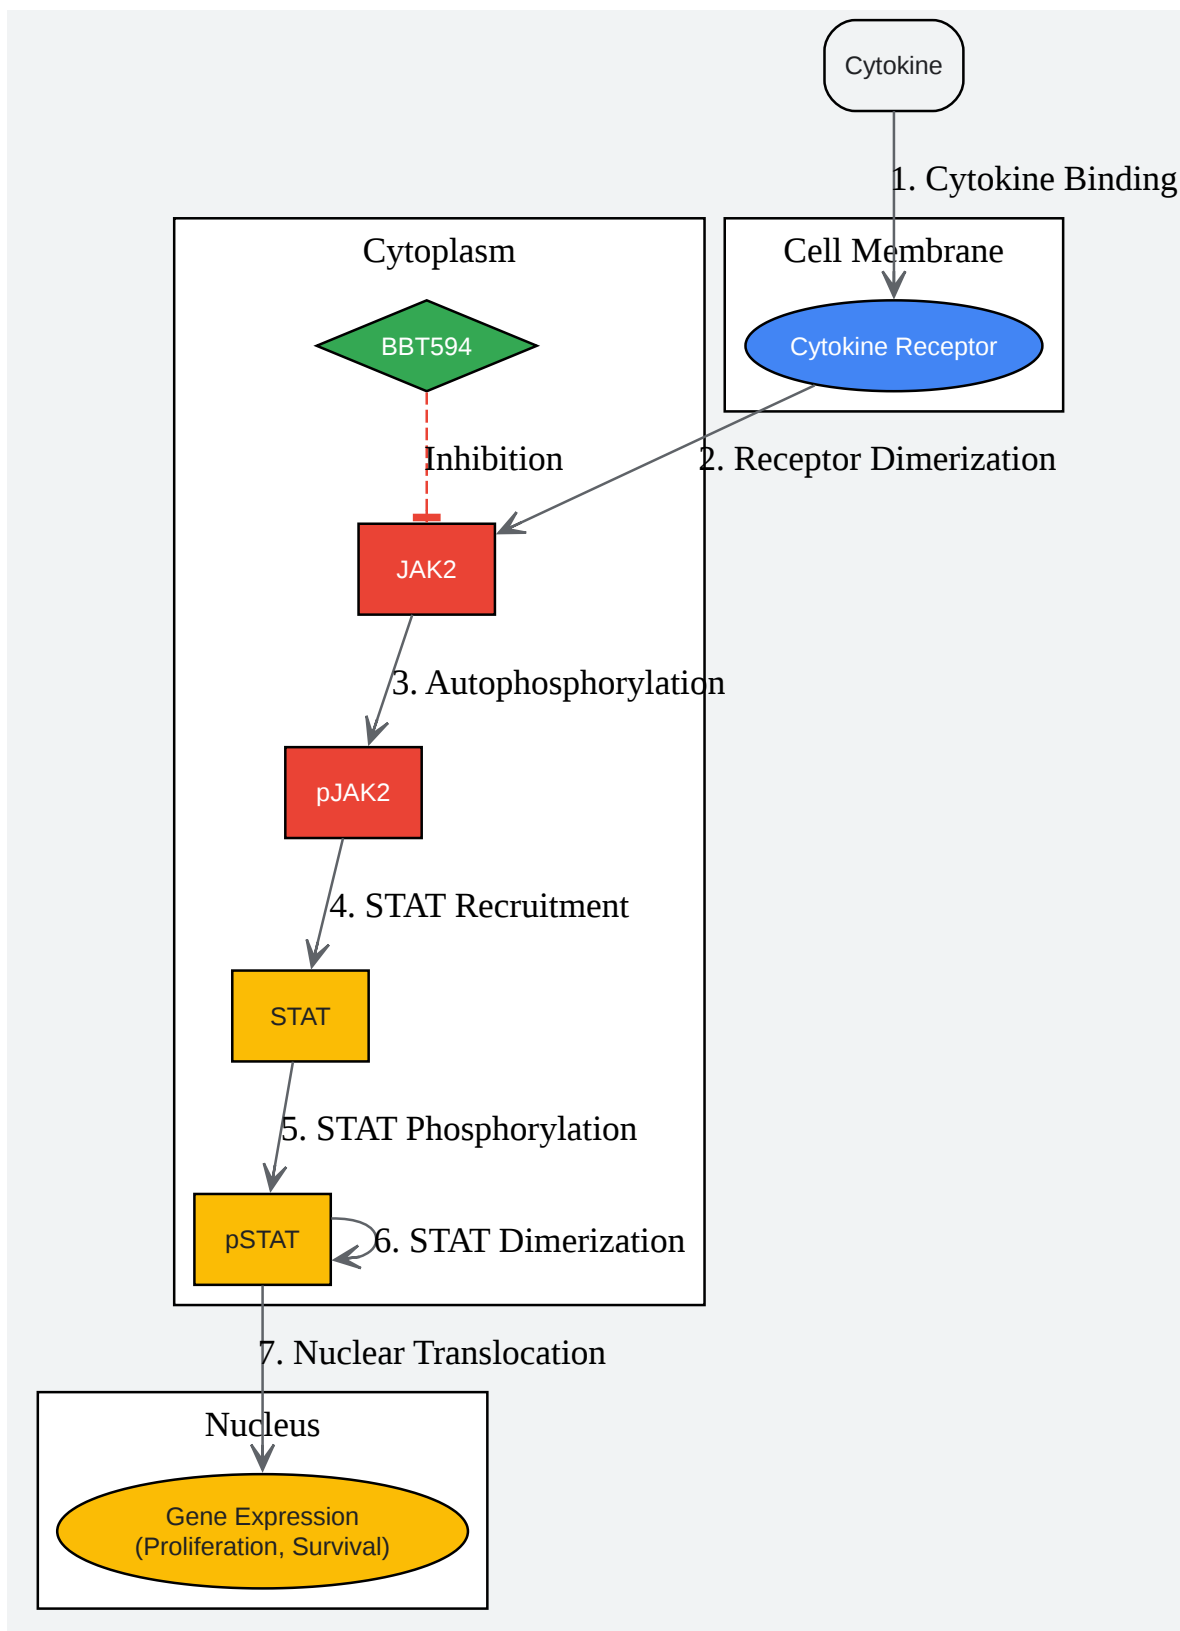 Cytokine
1. Cytokine Binding
Cytoplasm
Cell Membrane
BBT594
Cytokine Receptor
Inhibition
2. Receptor Dimerization
JAK2
3. Autophosphorylation
pJAK2
4. STAT Recruitment
STAT
5. STAT Phosphorylation
pSTAT
6. STAT Dimerization
7. Nuclear Translocation
Nucleus
Gene Expression
(Proliferation, Survival)